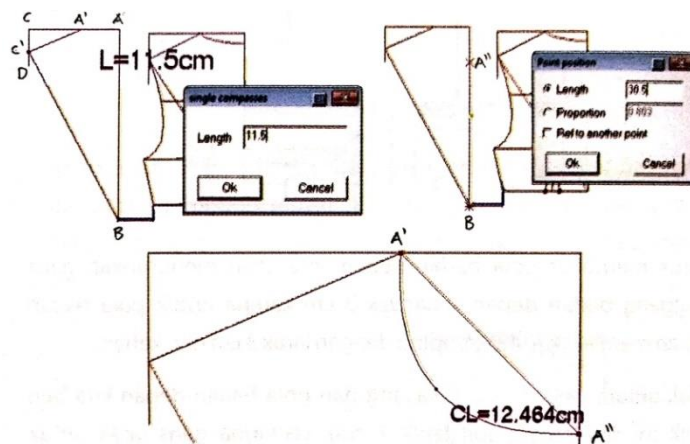 C A' A
C'
D
L=11.5cm
single compasses
Length 11.5
Ok Cancel
B
A"
Point position
Length 30.5
Proportion
Ref to another point
Ok Cancel
B
A'
CL=12.464cm
A"